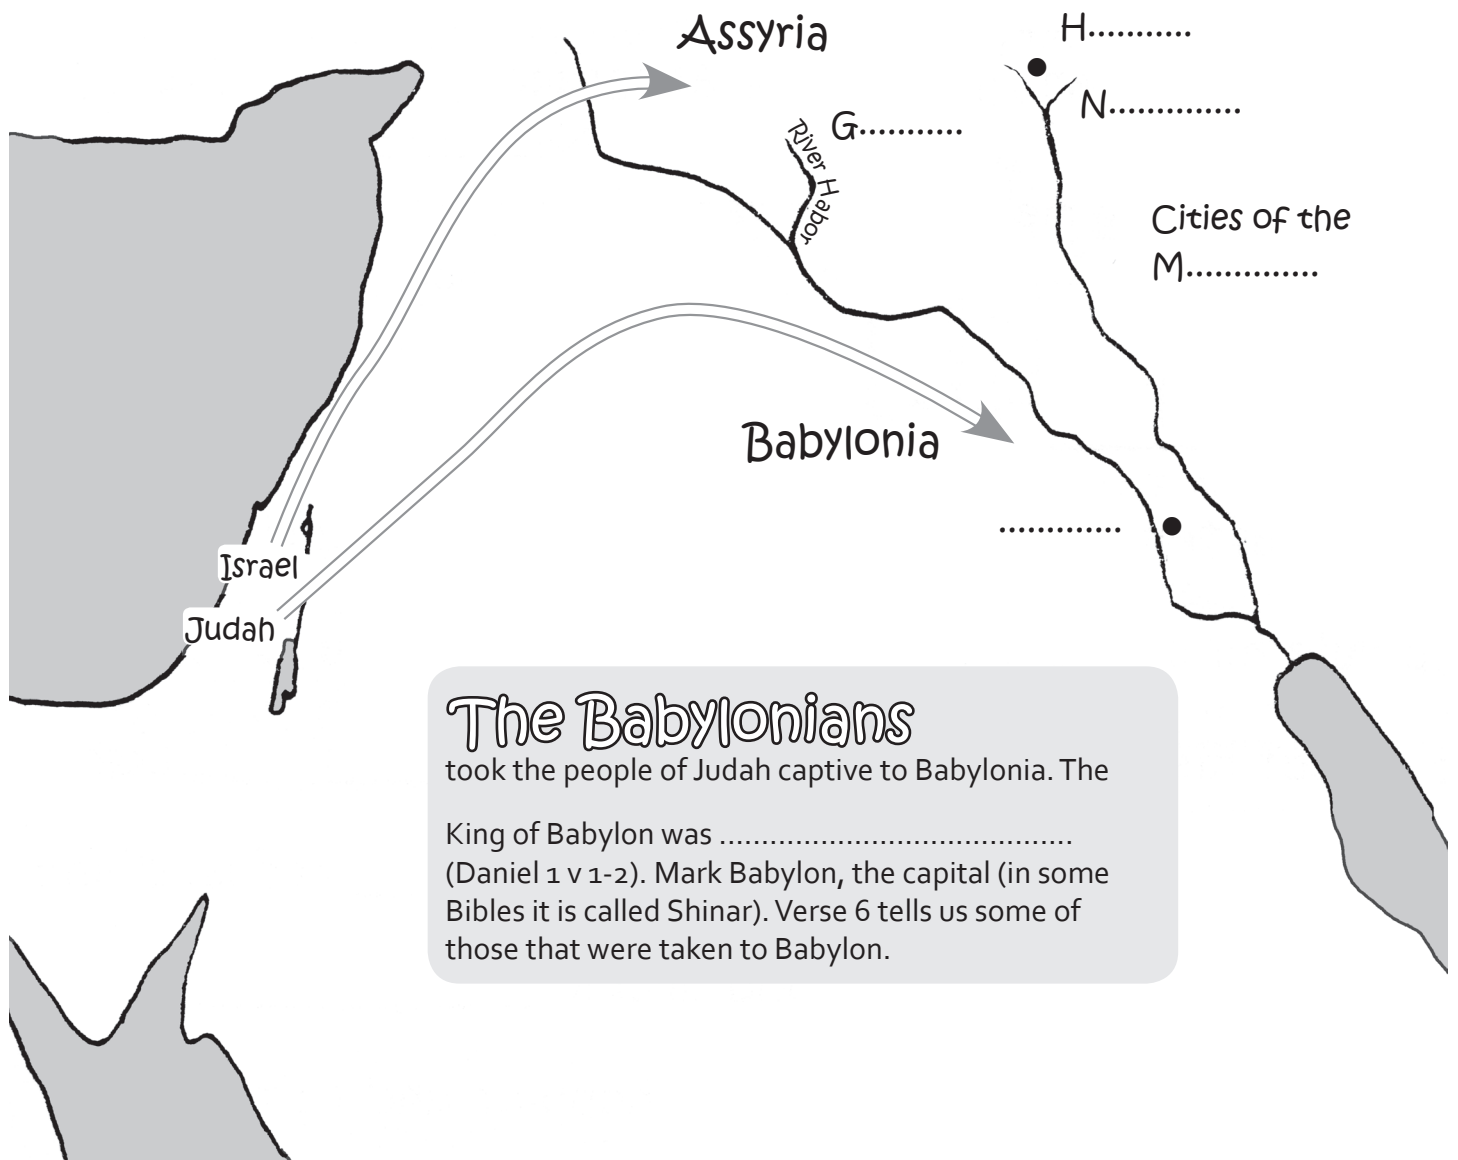 Assyria
H...........
N..............
G...........
River Habor
Cities of the
M..............
Babylonia
.............
Israel
Judah
The Babylonians
took the people of Judah captive to Babylonia. The
King of Babylon was ..........................................
(Daniel 1 v 1-2). Mark Babylon, the capital (in some
Bibles it is called Shinar). Verse 6 tells us some of
those that were taken to Babylon.